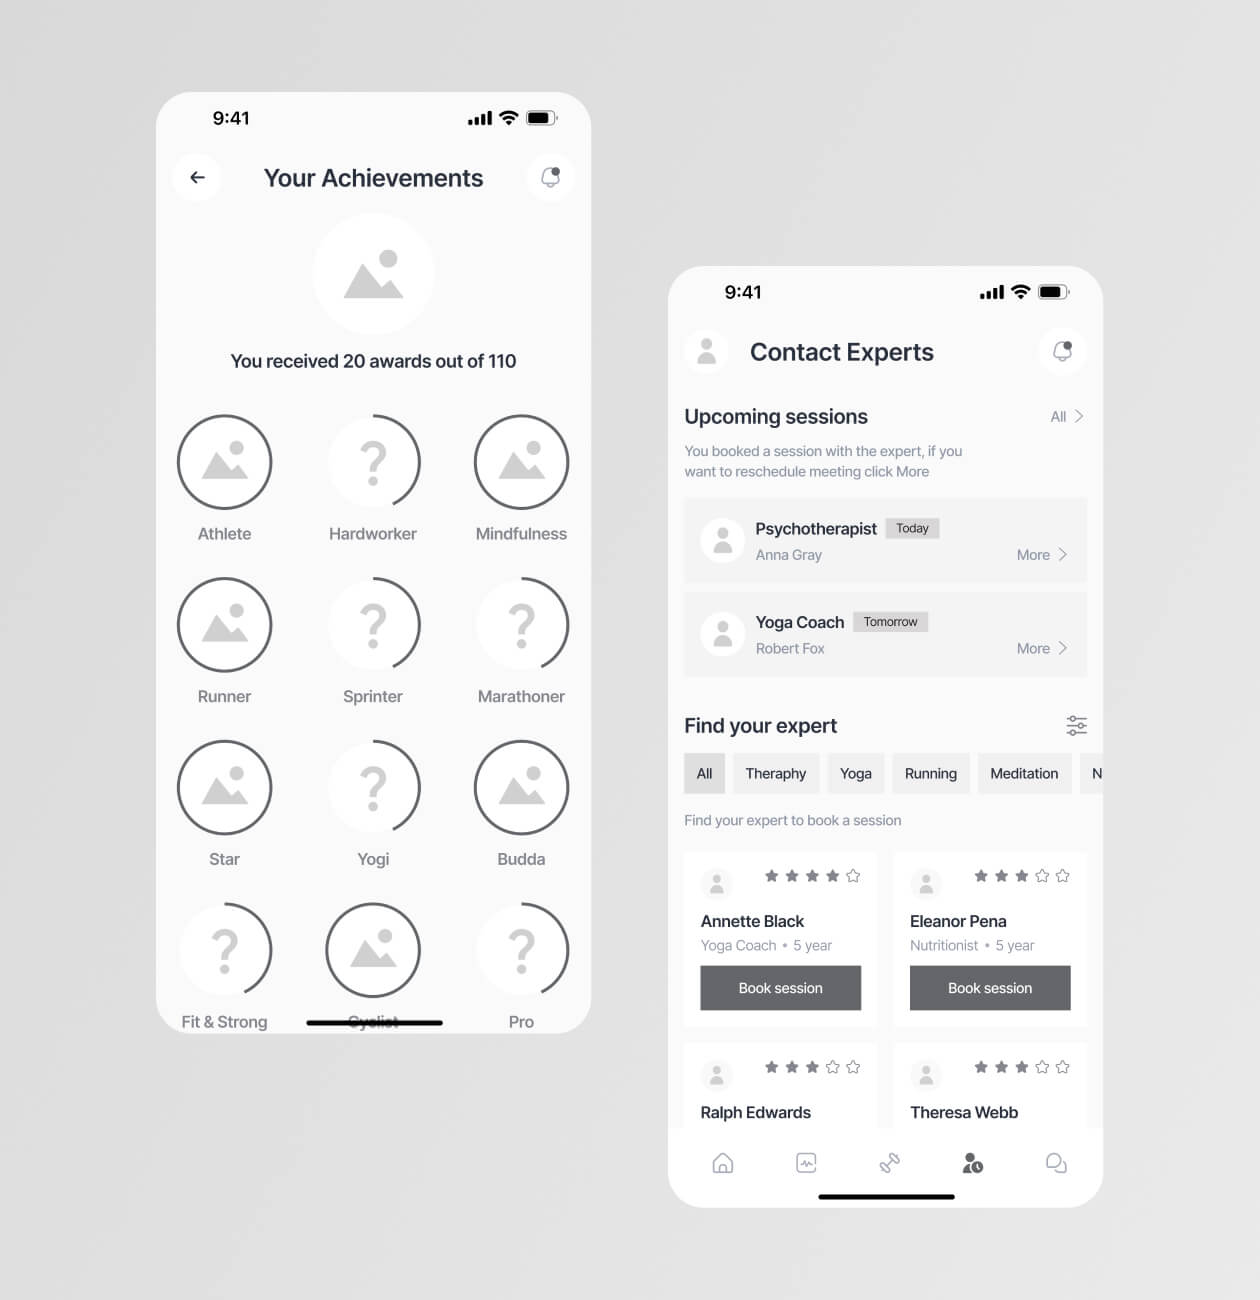 9:41
Your Achievements
You received 20 awards out of 110
Athlete
Hardworker
Mindfulness
Runner
Sprinter
Marathoner
Star
Yogi
Budda
Fit & Strong
Cyclist
Pro
9:41
Contact Experts
Upcoming sessions
All
You booked a session with the expert, if you
want to reschedule meeting click More
Psychotherapist
Today
Anna Gray
More
Yoga Coach
Tomorrow
Robert Fox
More
Find your expert
All
Theraphy
Yoga
Running
Meditation
N
Find your expert to book a session
Annette Black
Yoga Coach • 5 year
Book session
Eleanor Pena
Nutritionist • 5 year
Book session
Ralph Edwards
Theresa Webb